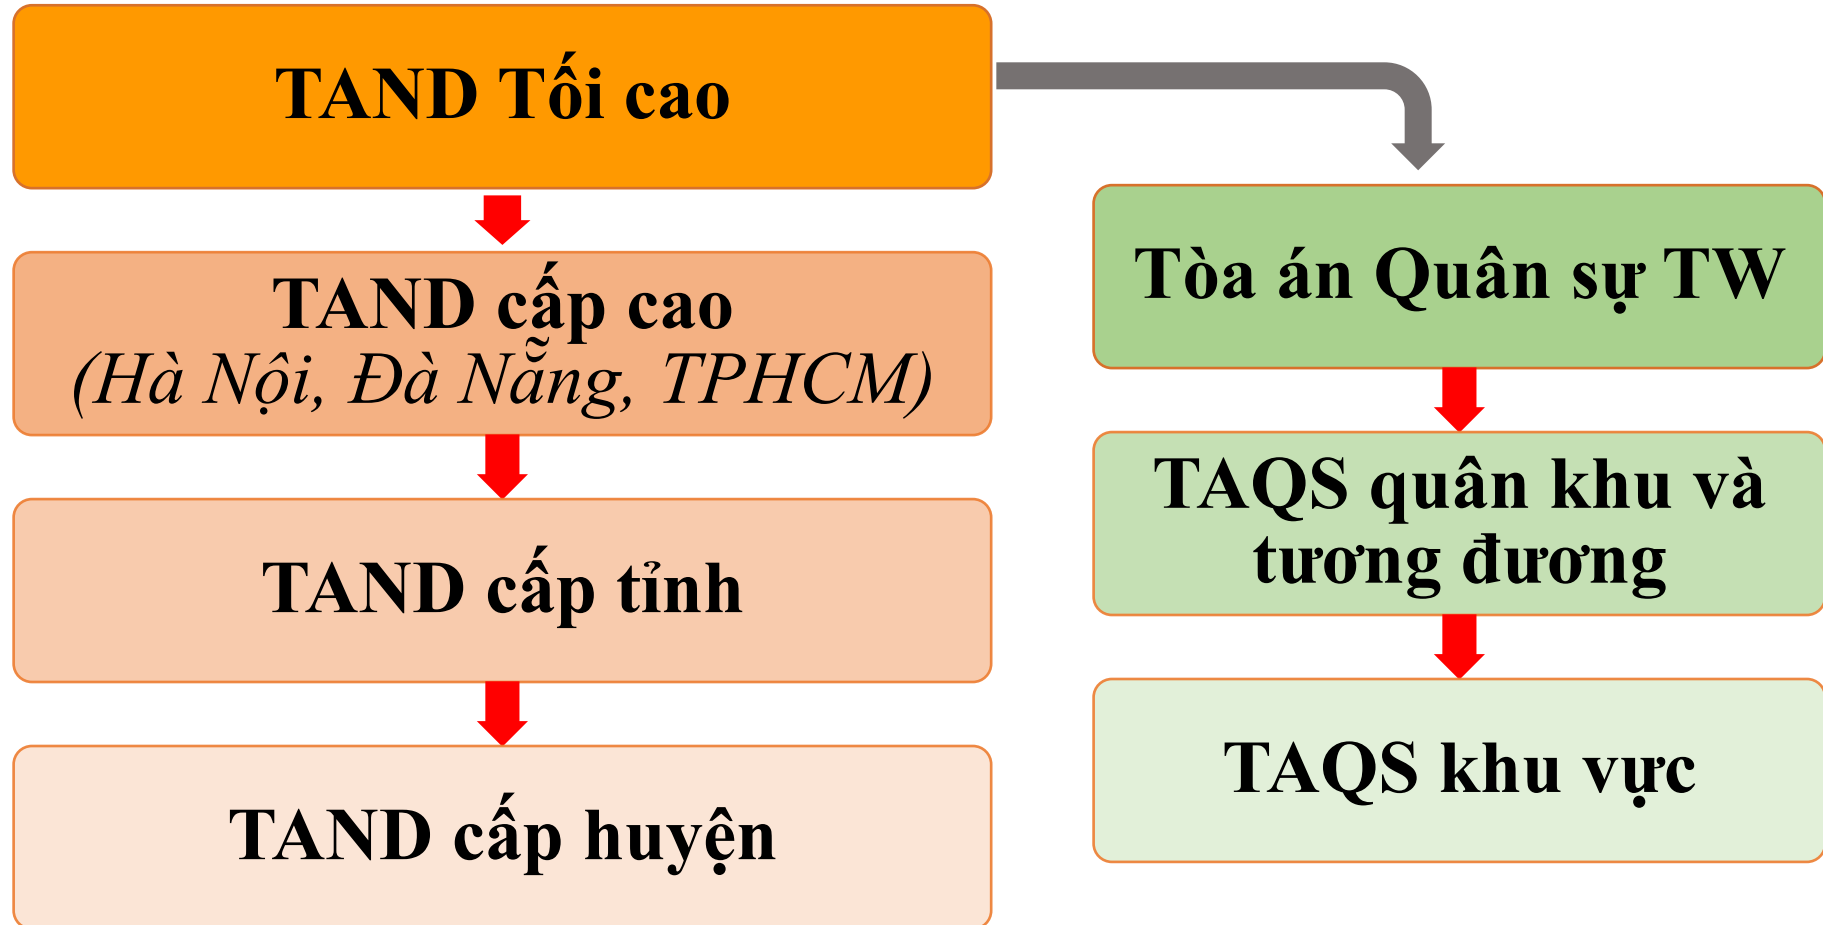 TAND Tối cao
TAND cấp cao
(Hà Nội, Đà Nẵng, TPHCM)
TAND cấp tỉnh
TAND cấp huyện
Tòa án Quân sự TW
TAQS quân khu và
tương đương
TAQS khu vực